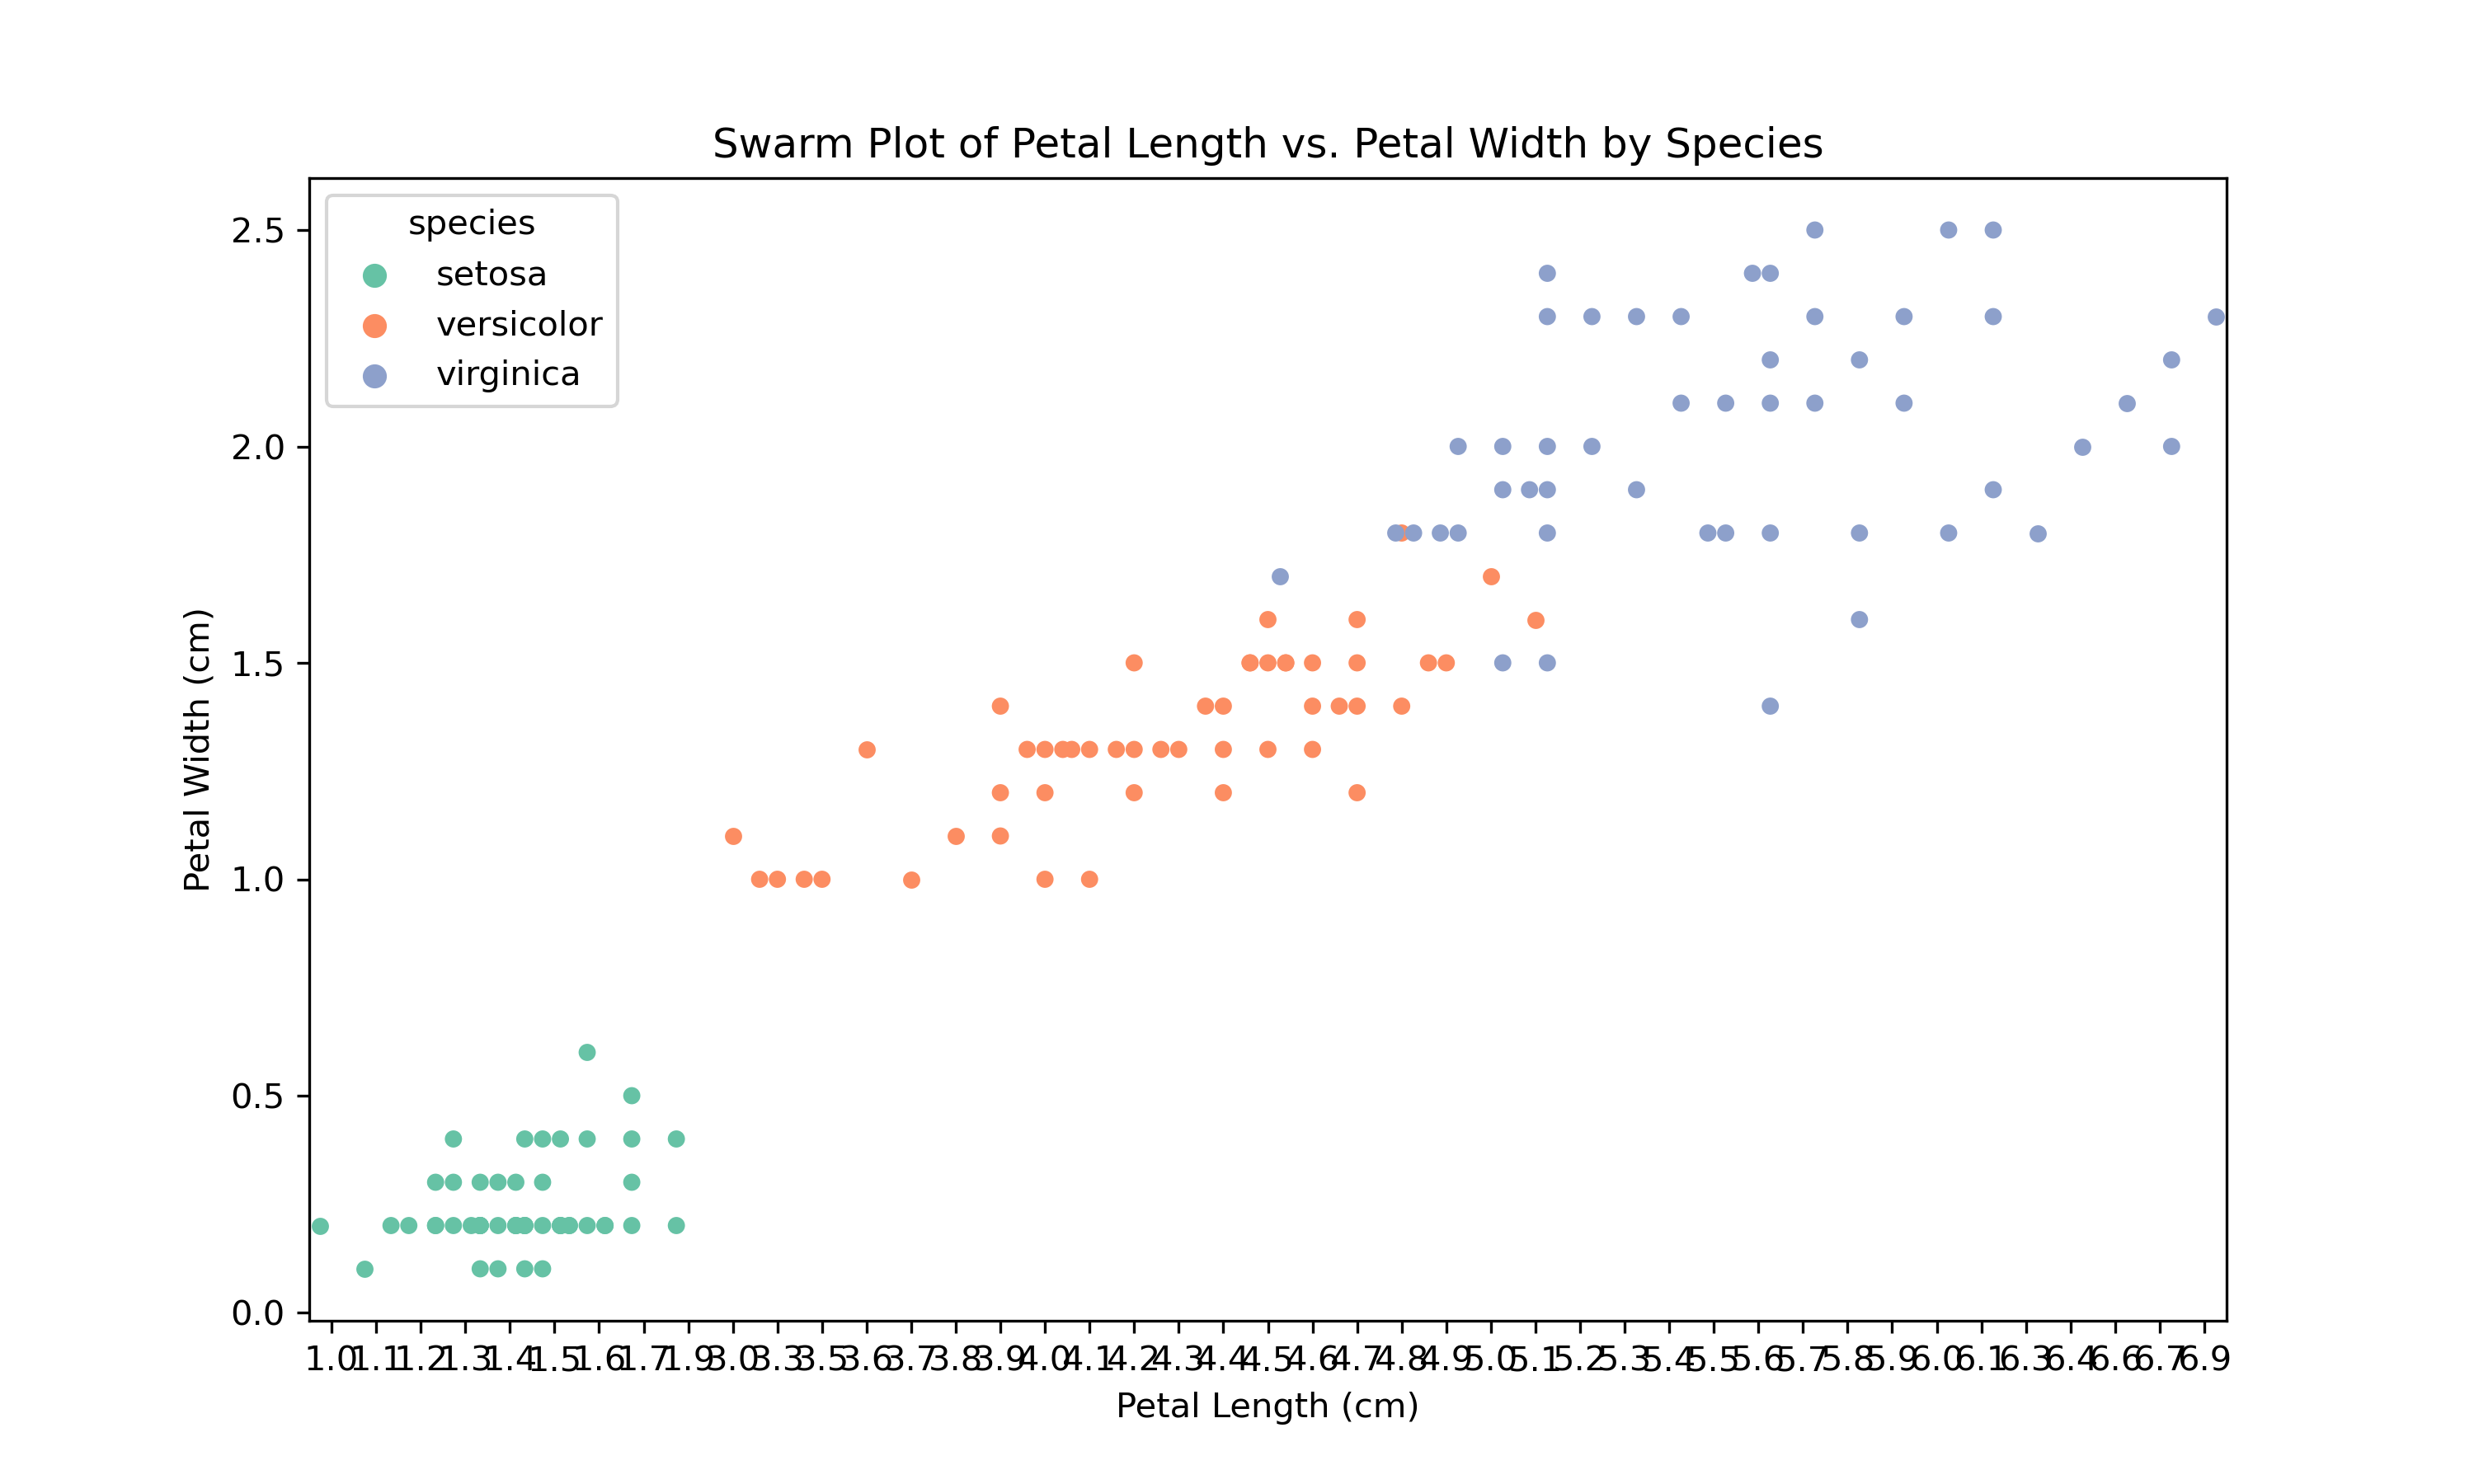 Swarm Plot of Petal Length vs. Petal Width by Species
species
setosa
versicolor
virginica
2.5
2.0
1.5
1.0
0.5
0.0
Petal Width (cm)
1.0 1.1 1.2 1.3 1.4 1.5 1.6 1.7 1.9 3.0 3.3 3.5 3.6 3.7 3.8 3.9 4.0 4.1 4.2 4.3 4.4 4.5 4.6 4.7 4.8 4.9 5.0 5.1 5.2 5.3 5.4 5.5 5.6 5.7 5.8 5.9 6.0 6.1 6.3 6.4 6.6 6.7 6.9
Petal Length (cm)